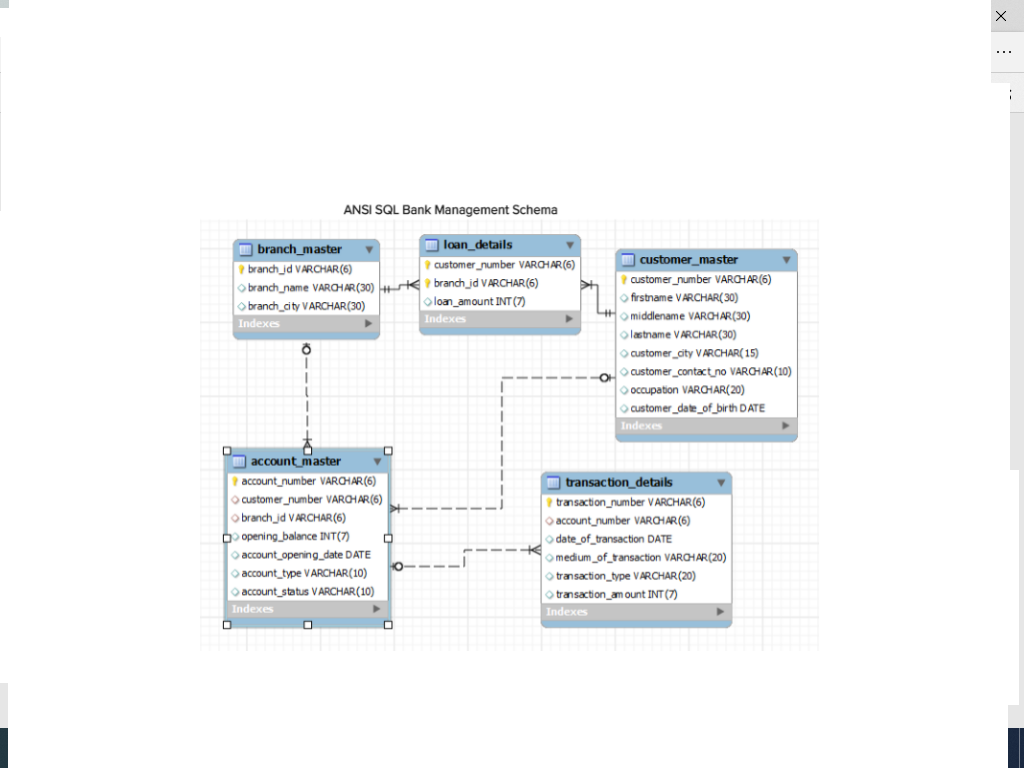 ANSI SQL Bank Management Schema
branch_master
branch_id VARCHAR(6)
branch_name VARCHAR(30)
branch_city VARCHAR(30)
Indexes
loan_details
customer_number VARCHAR(6)
branch_id VARCHAR(6)
loan_amount INT(7)
Indexes
customer_master
customer_number VARCHAR(6)
firstname VARCHAR(30)
middlename VARCHAR(30)
lastname VARCHAR(30)
customer_city VARCHAR(15)
customer_contact_no VARCHAR(10)
occupation VARCHAR(20)
customer_date_of_birth DATE
Indexes
account_master
account_number VARCHAR(6)
customer_number VARCHAR(6)
branch_id VARCHAR(6)
opening_balance INT(7)
account_opening_date DATE
account_type VARCHAR(10)
account_status VARCHAR(10)
Indexes
transaction_details
transaction_number VARCHAR(6)
account_number VARCHAR(6)
date_of_transaction DATE
medium_of_transaction VARCHAR(20)
transaction_type VARCHAR(20)
transaction_amount INT(7)
Indexes